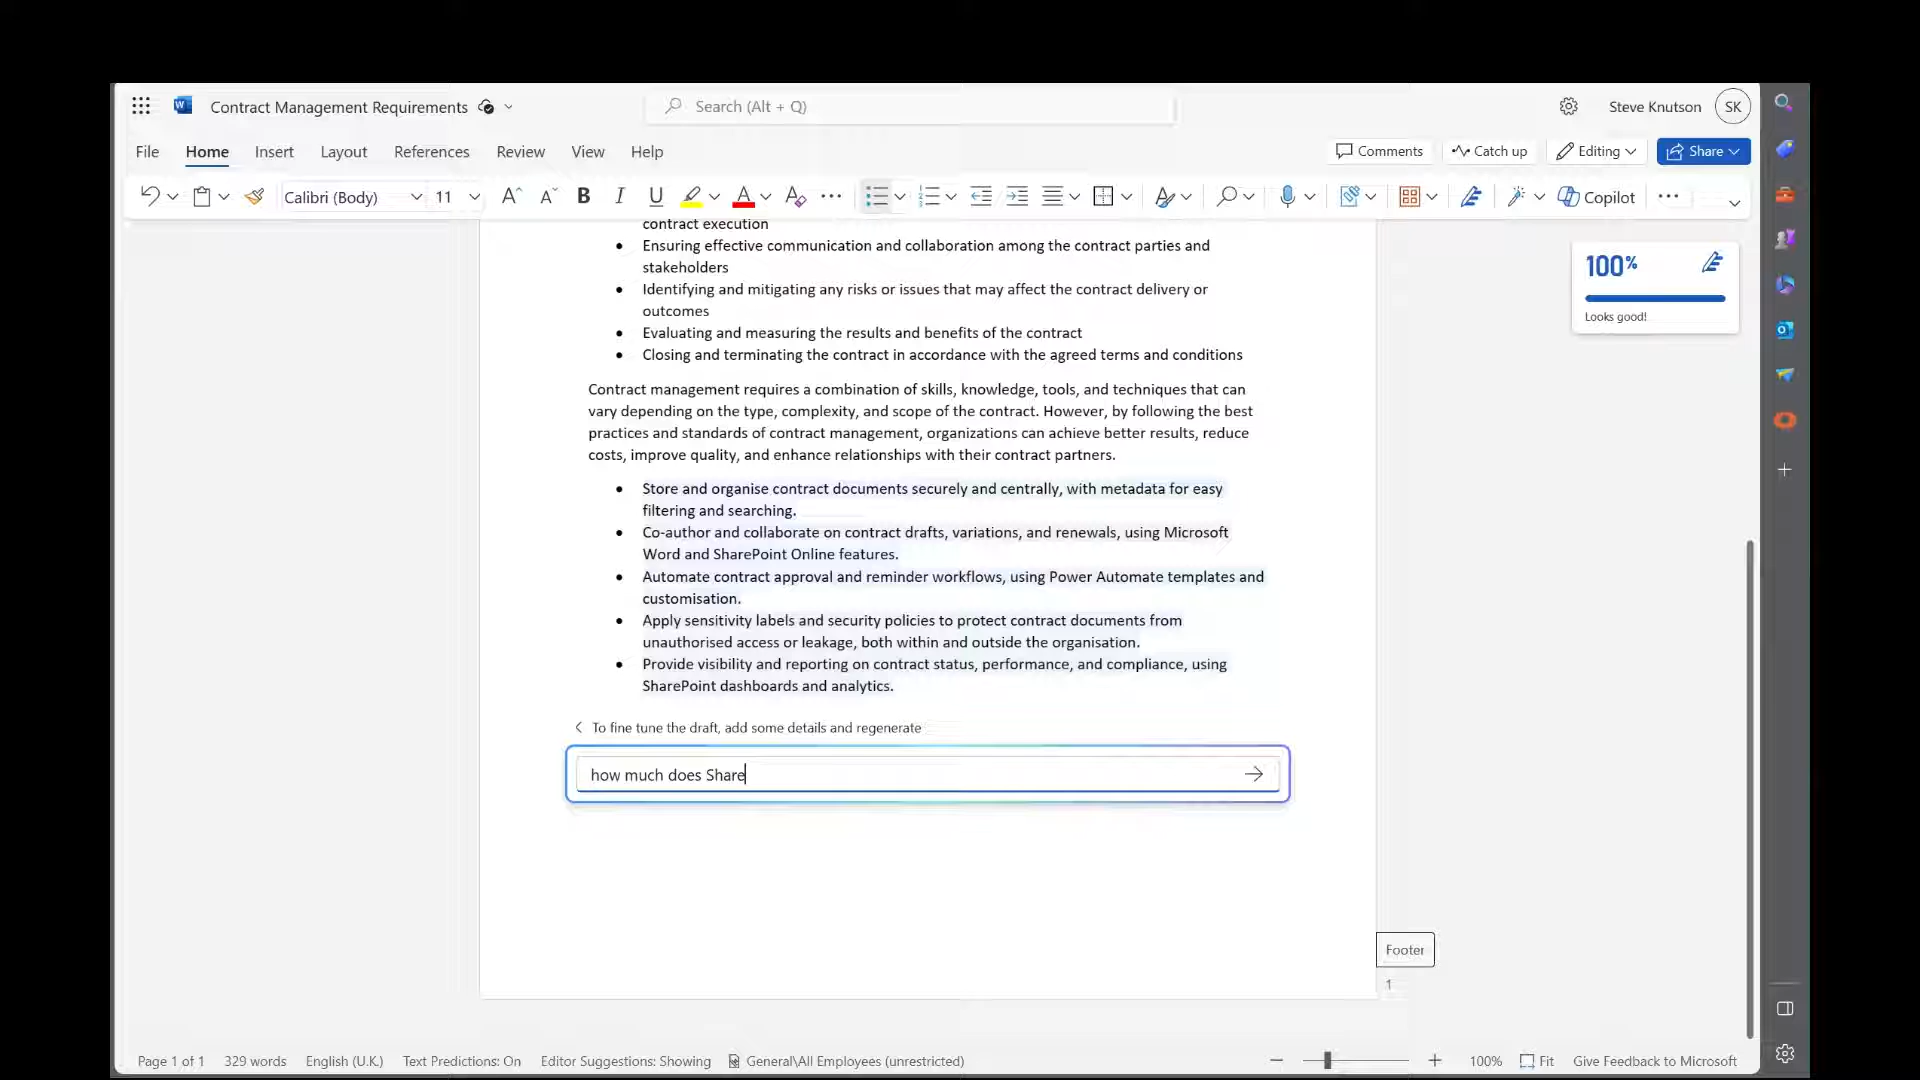 Contract Management Requirements
Search (Alt + Q)
Steve Knutson
SK
File
Home
Insert
Layout
References
Review
View
Help
Comments
Catch up
Editing
Share
Calibri (Body)
11
Copilot
contract execution
• Ensuring effective communication and collaboration among the contract parties and
stakeholders
• Identifying and mitigating any risks or issues that may affect the contract delivery or
outcomes
• Evaluating and measuring the results and benefits of the contract
• Closing and terminating the contract in accordance with the agreed terms and conditions
Contract management requires a combination of skills, knowledge, tools, and techniques that can
vary depending on the type, complexity, and scope of the contract. However, by following the best
practices and standards of contract management, organizations can achieve better results, reduce
costs, improve quality, and enhance relationships with their contract partners.
• Store and organise contract documents securely and centrally, with metadata for easy
filtering and searching.
• Co-author and collaborate on contract drafts, variations, and renewals, using Microsoft
Word and SharePoint Online features.
• Automate contract approval and reminder workflows, using Power Automate templates and
customisation.
• Apply sensitivity labels and security policies to protect contract documents from
unauthorised access or leakage, both within and outside the organisation.
• Provide visibility and reporting on contract status, performance, and compliance, using
SharePoint dashboards and analytics.
To fine tune the draft, add some details and regenerate
how much does Share
100%
Looks good!
Footer
1
Page 1 of 1
329 words
English (U.K.)
Text Predictions: On
Editor Suggestions: Showing
General\All Employees (unrestricted)
100%
Fit
Give Feedback to Microsoft